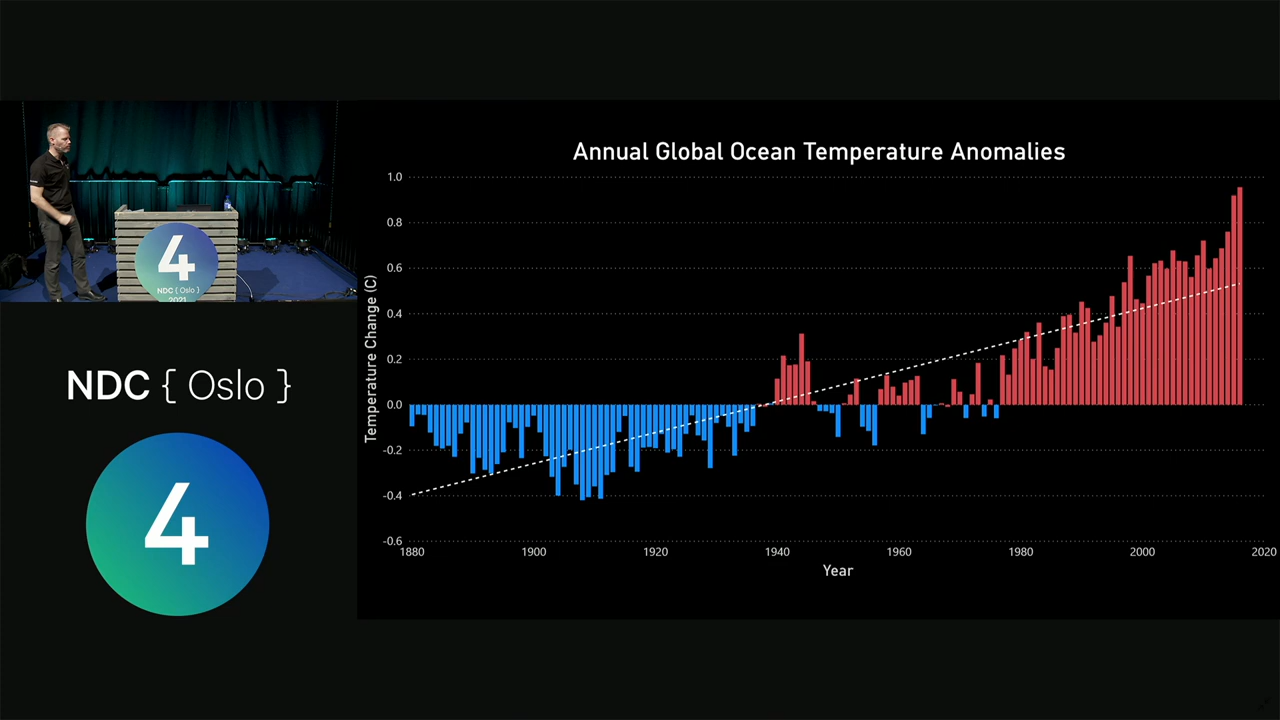 4
NDC { Oslo }
2021
NDC { Oslo }
4
Annual Global Ocean Temperature Anomalies
Temperature Change (C)
1.0
0.8
0.6
0.4
0.2
0.0
-0.2
-0.4
-0.6
1880 1900 1920 1940 1960 1980 2000 2020
Year